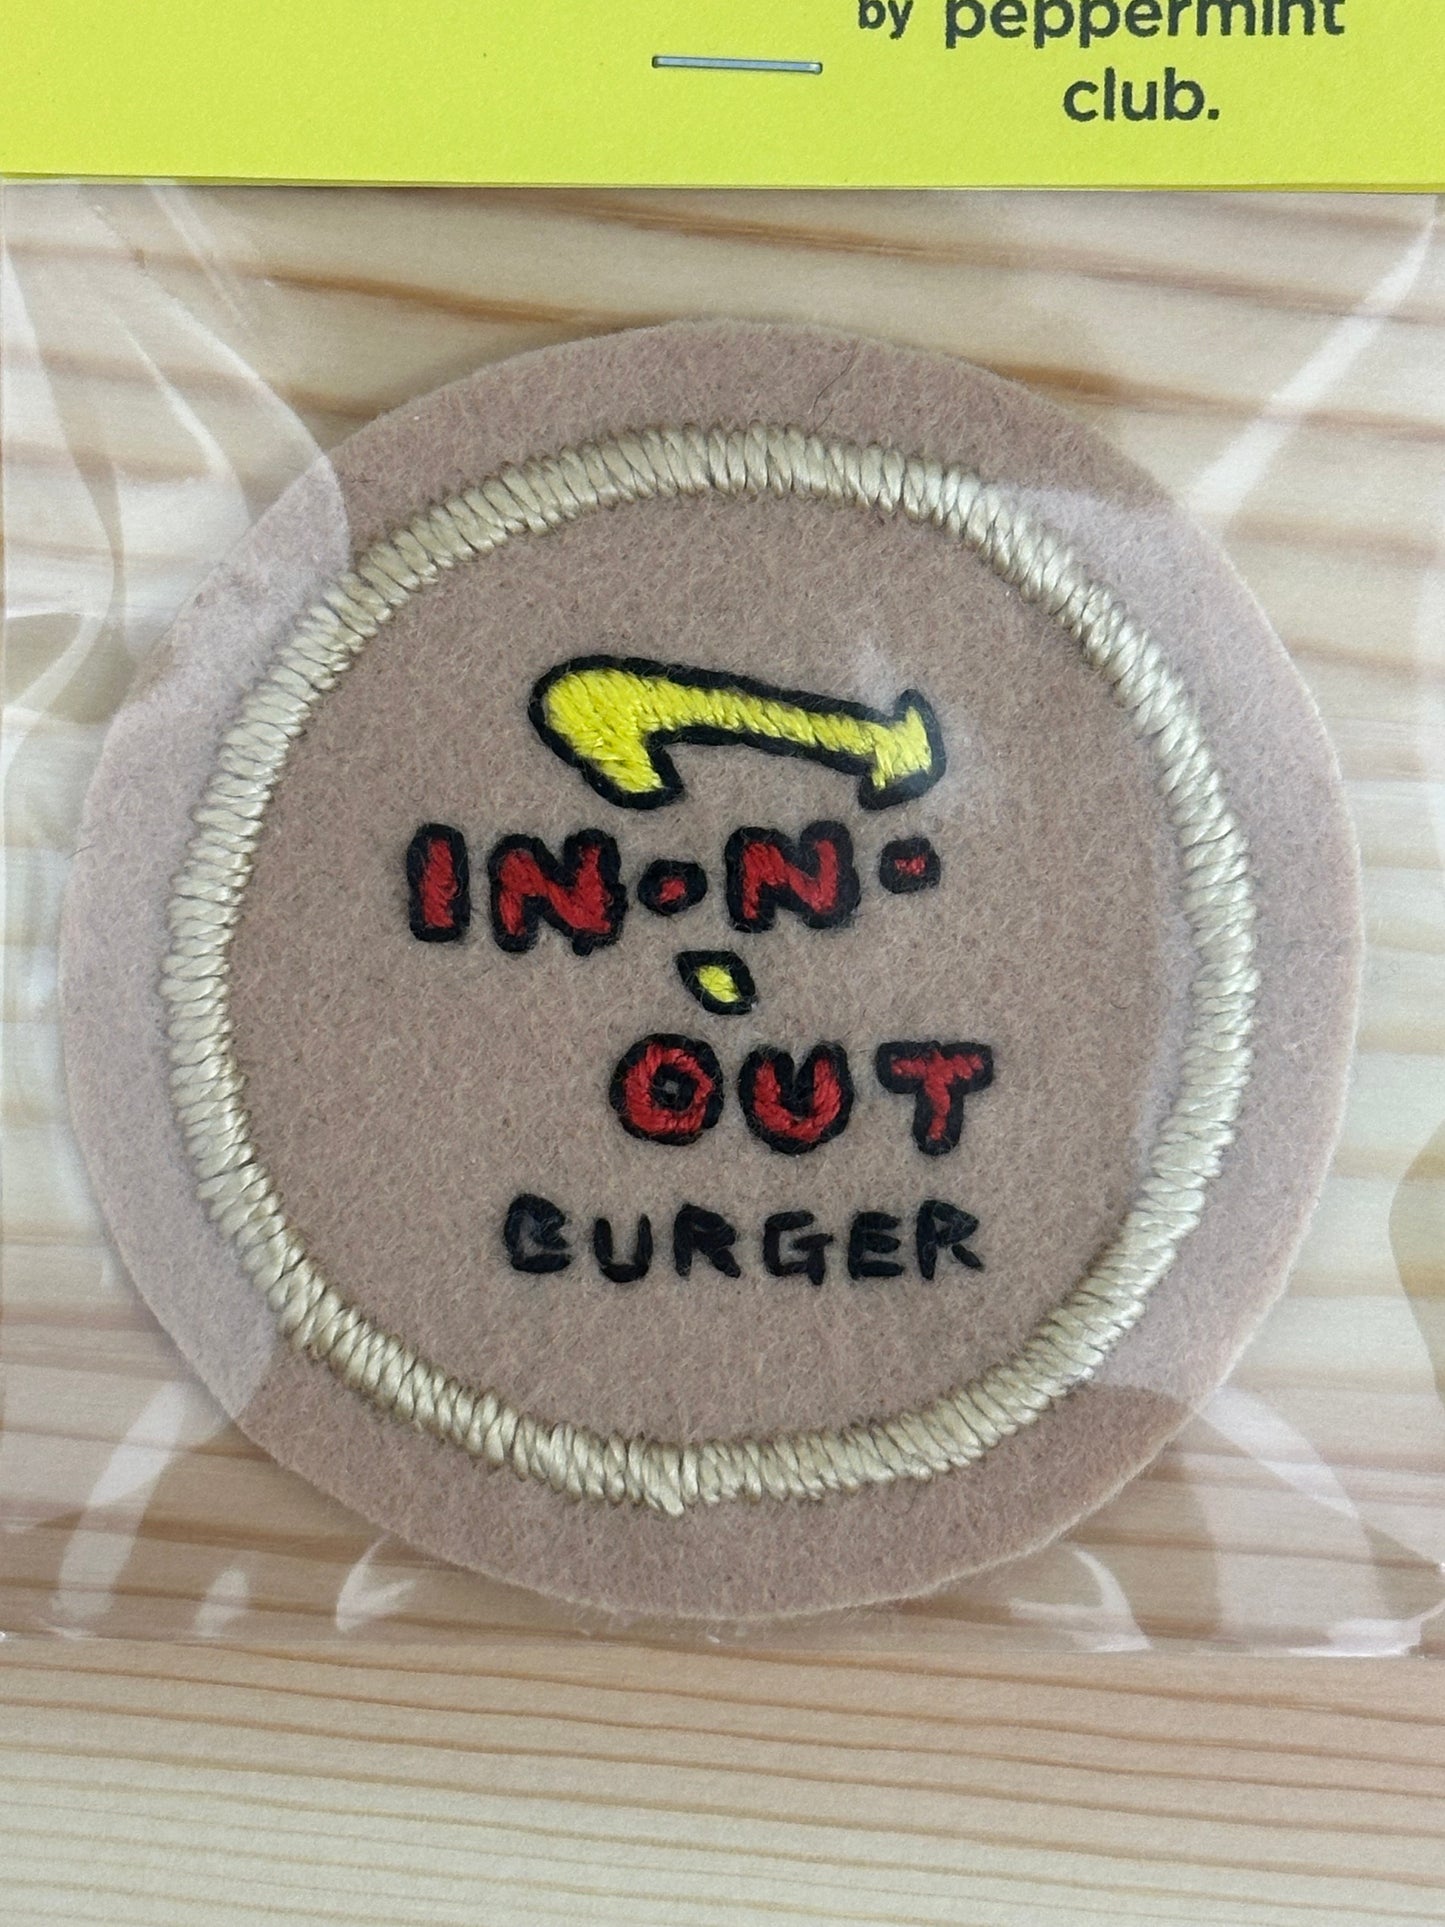 by peppermint
club.
IN·N·
OUT
BURGER